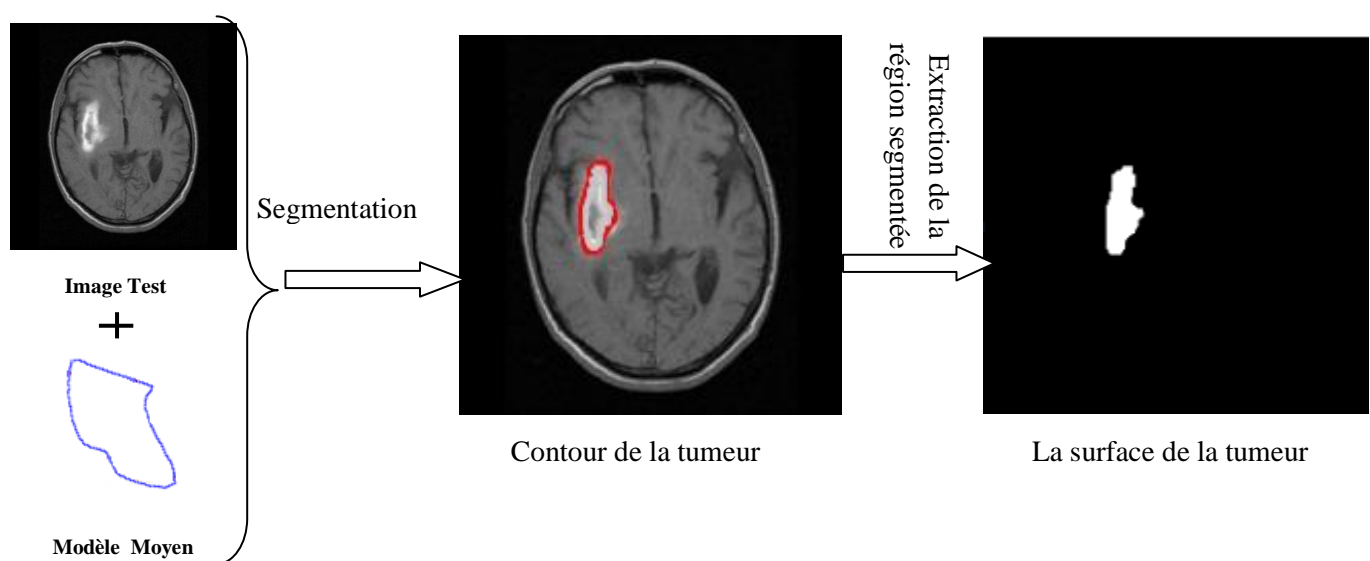 Image Test
+
Modèle Moyen
Segmentation
Contour de la tumeur
Extraction de la
région segmentée
La surface de la tumeur